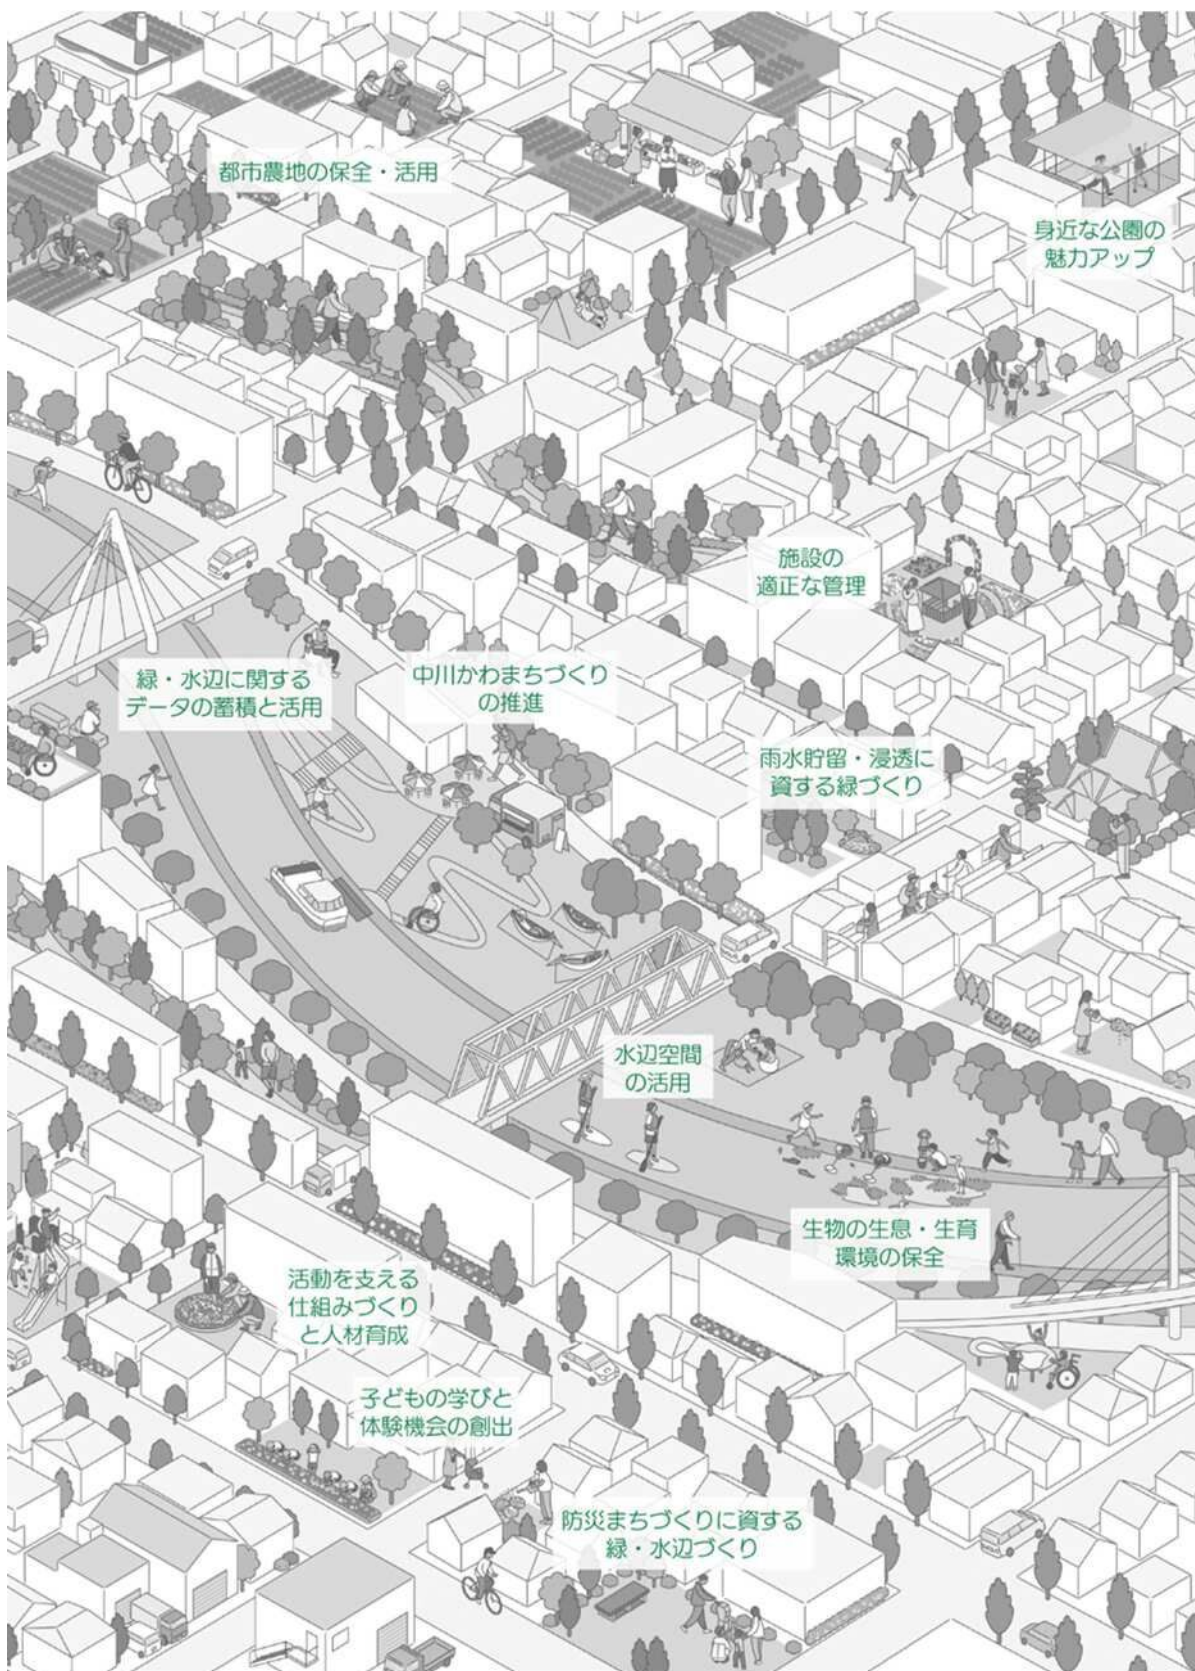 都市農地の保全・活用
身近な公園の
魅力アップ
施設の
適正な管理
緑・水辺に関する
データの蓄積と活用
中川かわまちづくり
の推進
雨水貯留・浸透に
資する緑づくり
水辺空間
の活用
生物の生息・生育
環境の保全
活動を支える
仕組みづくり
と人材育成
子どもの学びと
体験機会の創出
防災まちづくりに資する
緑・水辺づくり